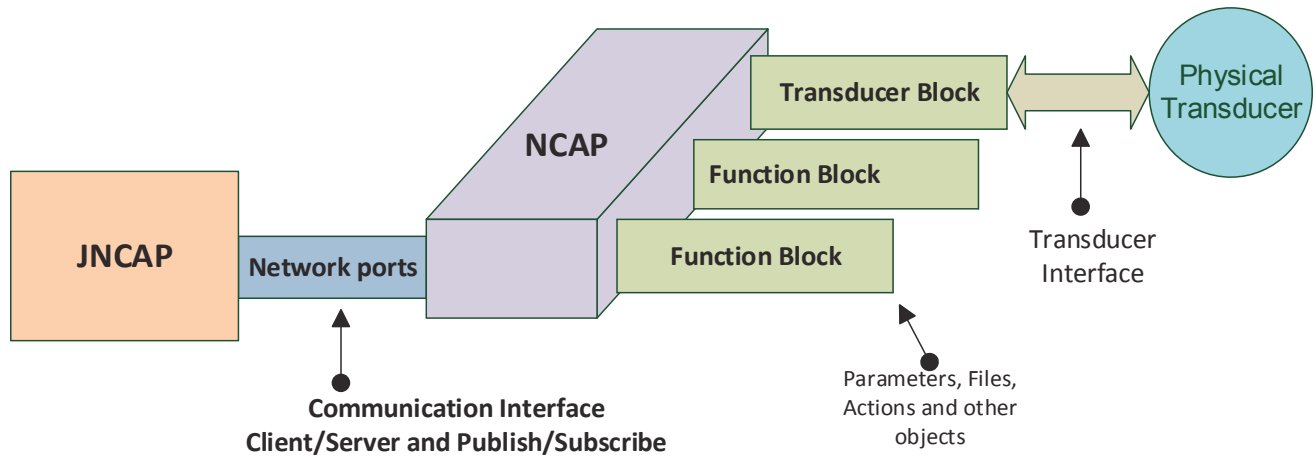 JNCAP
Network ports
Communication Interface
Client/Server and Publish/Subscribe
NCAP
Transducer Block
Function Block
Function Block
Parameters, Files,
Actions and other
objects
Transducer
Interface
Physical
Transducer